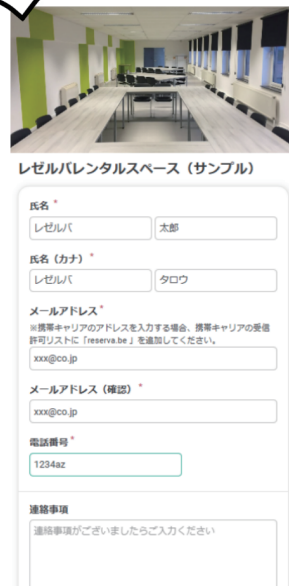 レゼルバレンタルスペース（サンプル）
氏名 *
レゼルバ 太郎
氏名（カナ） *
レゼルバ タロウ
メールアドレス *
※携帯キャリアのアドレスを入力する場合、携帯キャリアの受信
許可リストに「reserva.be 」を追加してください。
xxx@co.jp
メールアドレス（確認） *
xxx@co.jp
電話番号 *
1234az
連絡事項
連絡事項がございましたらご入力ください